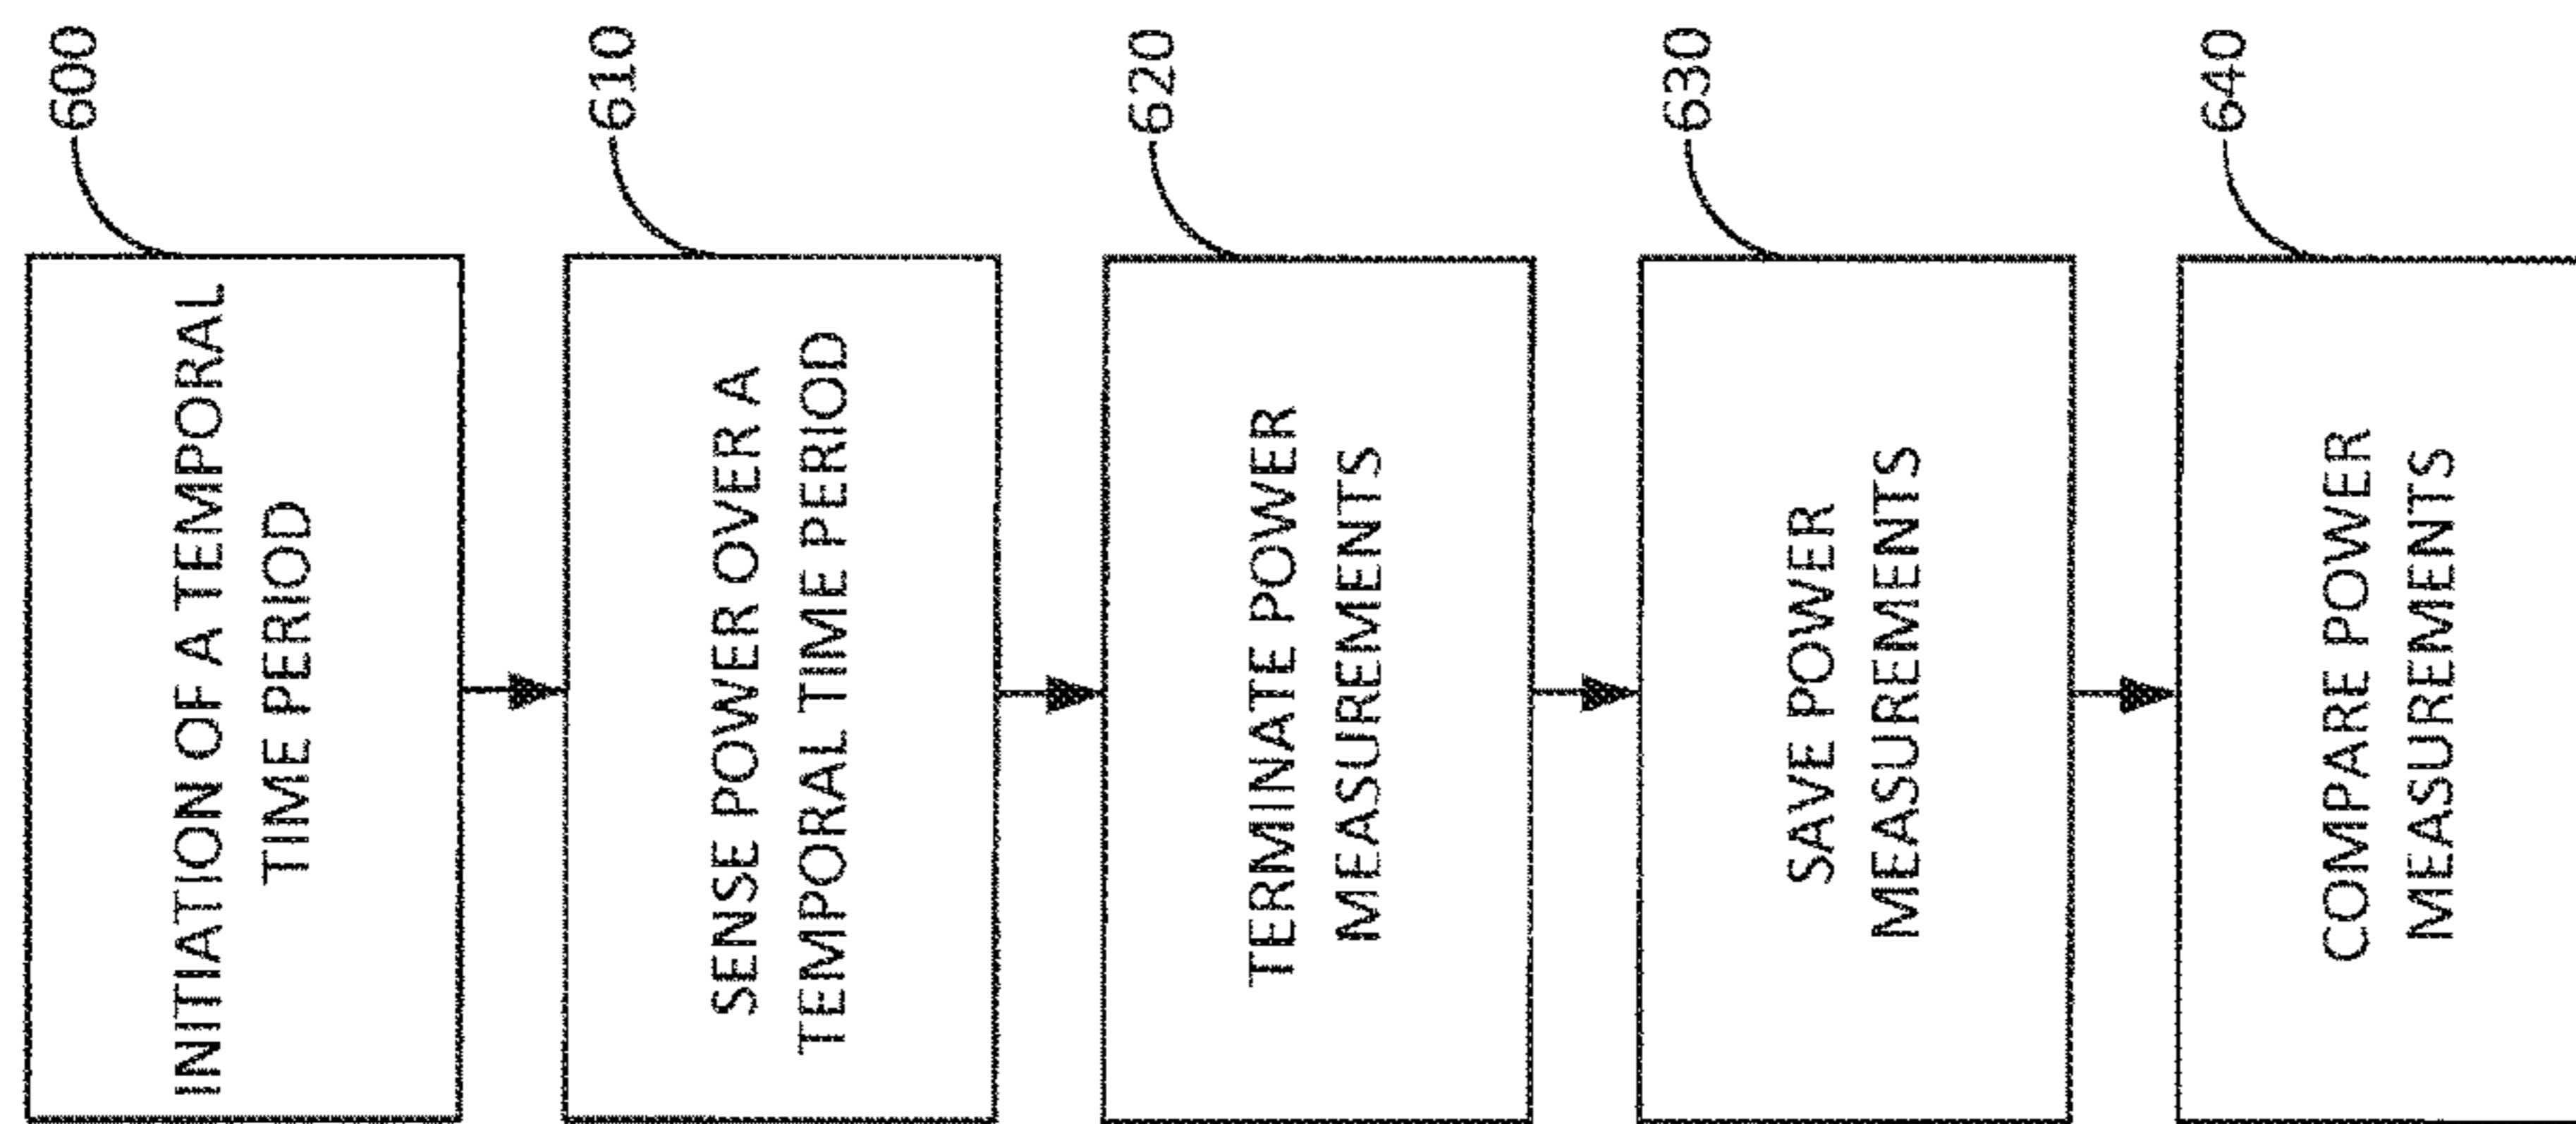 600
INITIATION OF A TEMPORAL
TIME PERIOD
610
SENSE POWER OVER A
TEMPORAL TIME PERIOD
620
TERMINATE POWER
MEASUREMENTS
630
SAVE POWER
MEASUREMENTS
640
COMPARE POWER
MEASUREMENTS